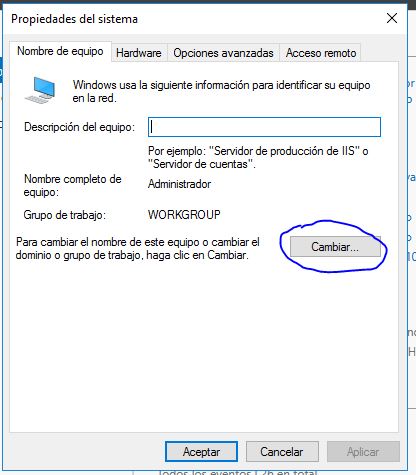 Propiedades del sistema
Nombre de equipo Hardware Opciones avanzadas Acceso remoto
Windows usa la siguiente información para identificar su equipo
en la red.
Descripción del equipo:
Por ejemplo: "Servidor de producción de IIS" o
"Servidor de cuentas".
Nombre completo de
equipo:
Administrador
Grupo de trabajo:
WORKGROUP
Para cambiar el nombre de este equipo o cambiar el
dominio o grupo de trabajo, haga clic en Cambiar.
Cambiar...
Aceptar Cancelar Aplicar